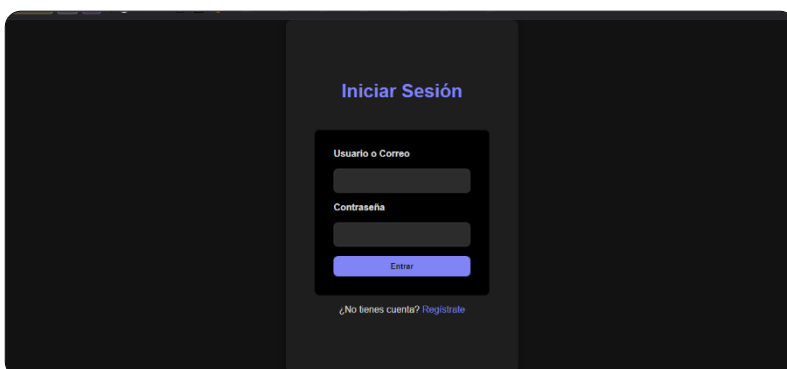 Iniciar Sesión
Usuario o Correo
Contraseña
Entrar
¿No tienes cuenta? Regístrate